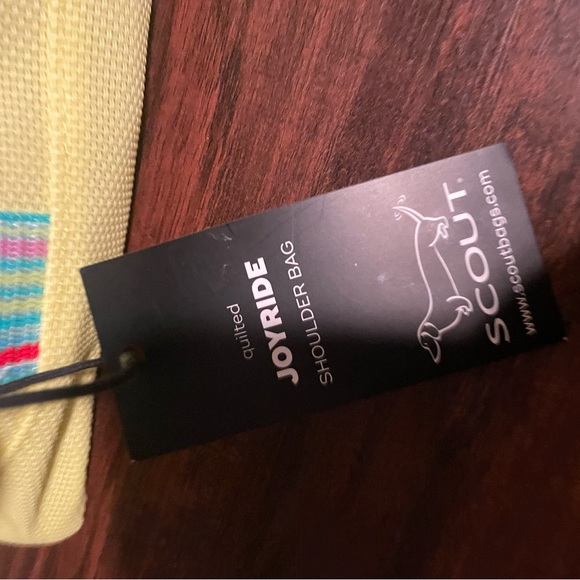 quilted
JOYRIDE
SHOULDER BAG
SCOUT
www.scoutbags.com